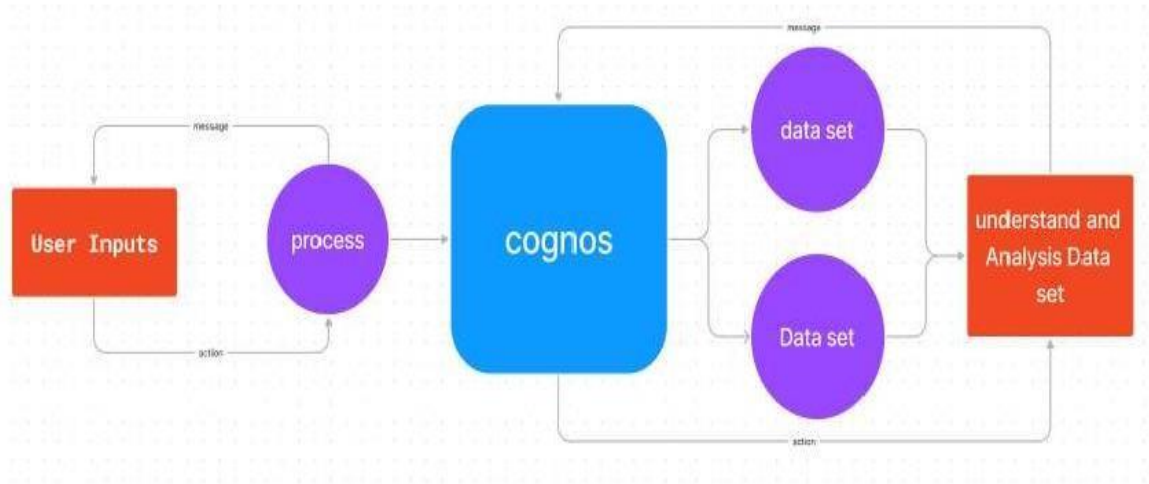 message
message
data set
User Inputs
process
cognos
understand and
Analysis Data
set
Data set
action
action